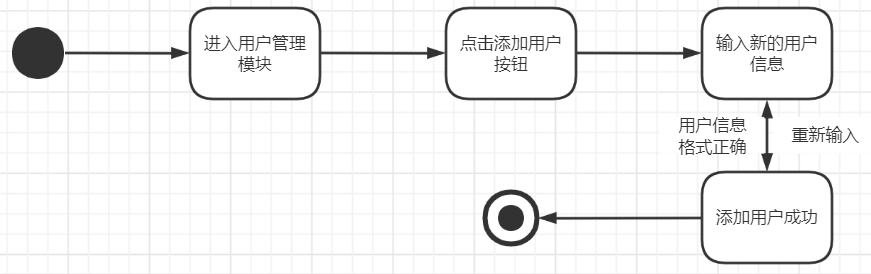 进入用户管理
模块
点击添加用户
按钮
输入新的用户
信息
用户信息
格式正确
重新输入
添加用户成功